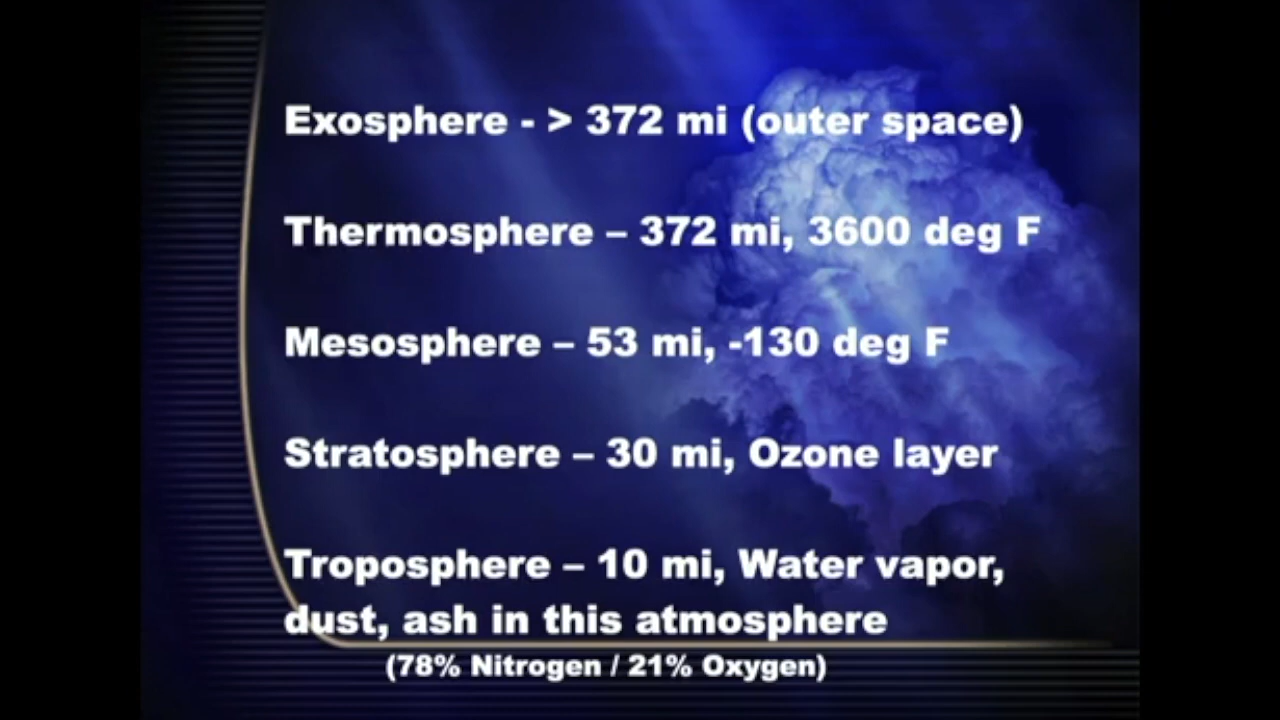 Exosphere - > 372 mi (outer space)
Thermosphere – 372 mi, 3600 deg F
Mesosphere – 53 mi, -130 deg F
Stratosphere – 30 mi, Ozone layer
Troposphere – 10 mi, Water vapor,
dust, ash in this atmosphere
(78% Nitrogen / 21% Oxygen)